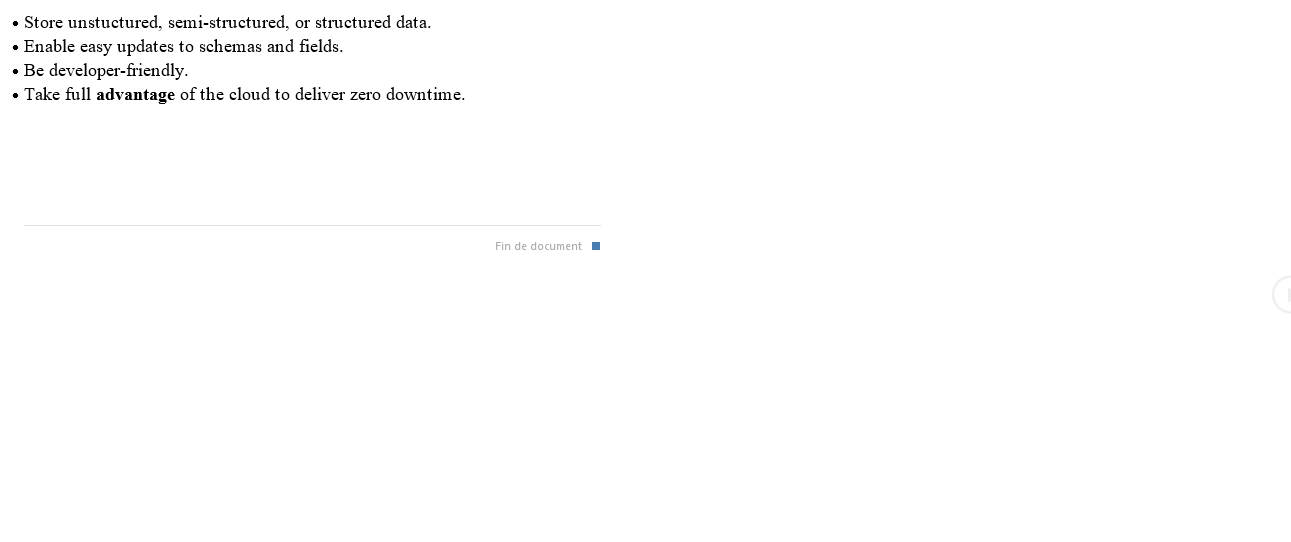 • Store unstuctured, semi-structured, or structured data.
• Enable easy updates to schemas and fields.
• Be developer-friendly.
• Take full advantage of the cloud to deliver zero downtime.
Fin de document